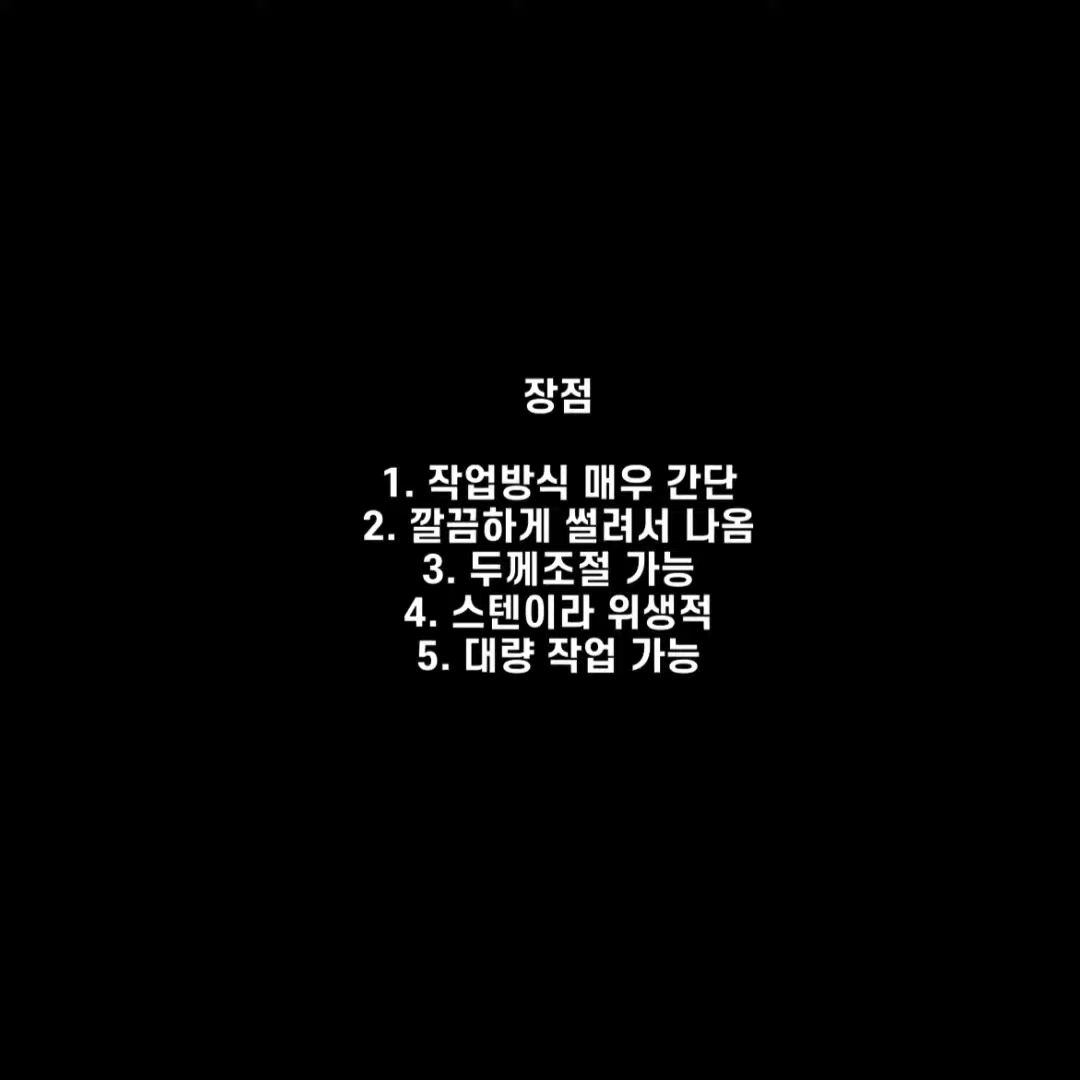 장점
1. 작업방식 매우 간단
2. 깔끔하게 썰려서 나옴
3. 두께조절 가능
4. 스텐이라 위생적
5. 대량 작업 가능